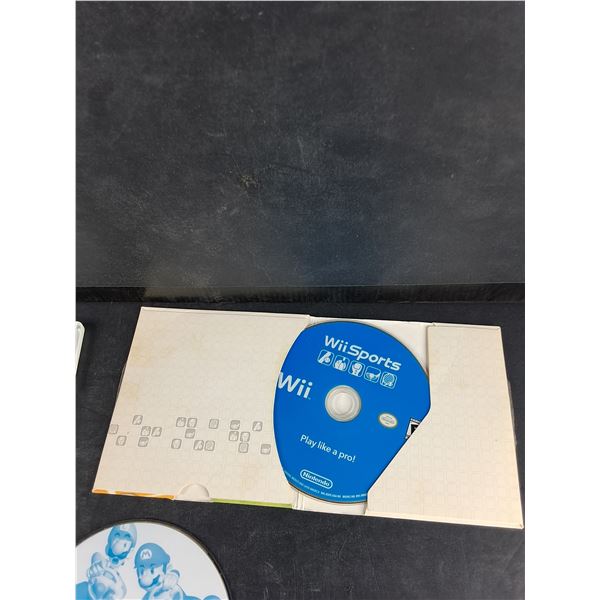 Wii Sports
Wii
Play like a pro!
Nintendo
M